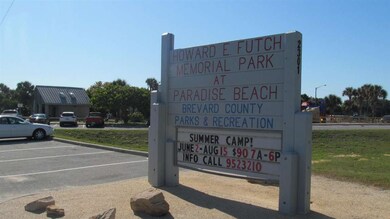 HOWARD E. FUTCH
MEMORIAL PARK
AT
PARADISE BEACH
BREVARD COUNTY
PARKS & RECREATION
SUMMER CAMP!
JUNE 2-AUG 15 $90 7A-6P
INFO CALL 9523210